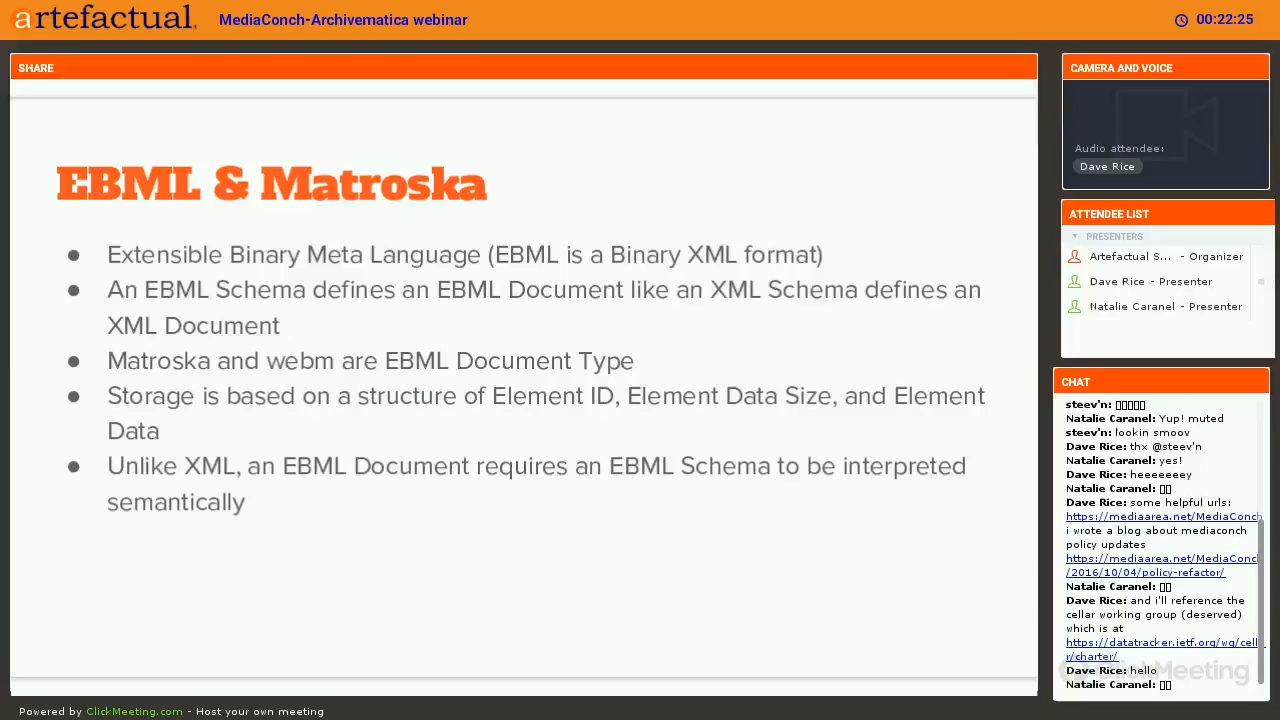 artefactual
MediaConch-Archivematica webinar
00:22:25
SHARE
EBML & Matroska
● Extensible Binary Meta Language (EBML is a Binary XML format)
● An EBML Schema defines an EBML Document like an XML Schema defines an
XML Document
● Matroska and webm are EBML Document Type
● Storage is based on a structure of Element ID, Element Data Size, and Element
Data
● Unlike XML, an EBML Document requires an EBML Schema to be interpreted
semantically
CAMERA AND VOICE
Audio attendee:
Dave Rice
ATTENDEE LIST
PRESENTERS
Artefactual S... - Organizer
Dave Rice - Presenter
Natalie Caranel - Presenter
CHAT
steev'n:
Natalie Caranel: Yup! muted
steev'n: lookin smoov
Dave Rice: thx @steev'n
Natalie Caranel: yes!
Dave Rice: heeeeeeey
Natalie Caranel:
Dave Rice: some helpful urls:
https://mediaarea.net/MediaConch
i wrote a blog about mediaconch
policy updates
https://mediaarea.net/MediaConch
/2016/10/04/policy-refactor/
Natalie Caranel:
Dave Rice: and i'll reference the
cellar working group (deserved)
which is at
https://datatracker.ietf.org/wg/cella
r/charter/
Dave Rice: hello
ClickMeeting
Natalie Caranel:
Powered by ClickMeeting.com - Host your own meeting